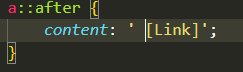 a::after {
    content: ' [Link]';
}